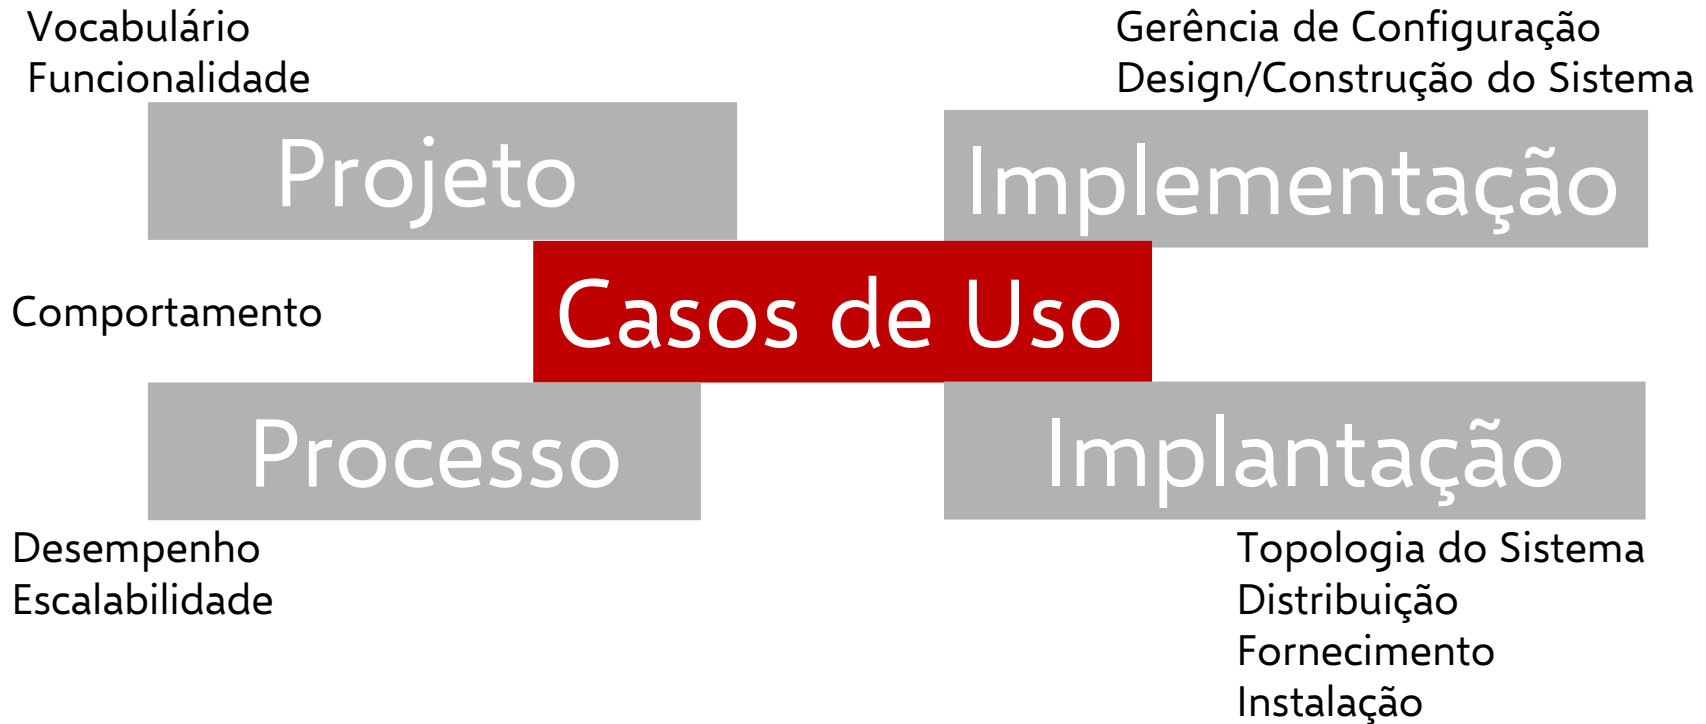 Vocabulário
Funcionalidade
Gerência de Configuração
Design/Construção do Sistema
Projeto
Implementação
Casos de Uso
Comportamento
Processo
Implantação
Desempenho
Escalabilidade
Topologia do Sistema
Distribuição
Fornecimento
Instalação